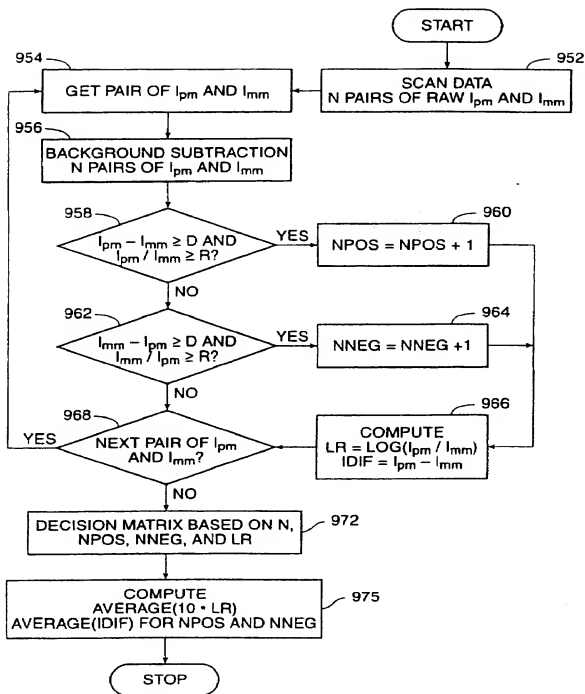 START
954
952
GET PAIR OF Ipm AND Imm
SCAN DATA
N PAIRS OF RAW Ipm AND Imm
956
BACKGROUND SUBTRACTION
N PAIRS OF Ipm AND Imm
958
960
Ipm – Imm ≥ D AND
Ipm / Imm ≥ R?
YES
NPOS = NPOS + 1
NO
962
964
Imm – Ipm ≥ D AND
Imm / Ipm ≥ R?
YES
NNEG = NNEG +1
NO
968
966
YES
NEXT PAIR OF Ipm
AND Imm?
COMPUTE
LR = LOG(Ipm / Imm)
IDIF = Ipm – Imm
NO
DECISION MATRIX BASED ON N,
NPOS, NNEG, AND LR
972
COMPUTE
AVERAGE(10 • LR)
AVERAGE(IDIF) FOR NPOS AND NNEG
975
STOP